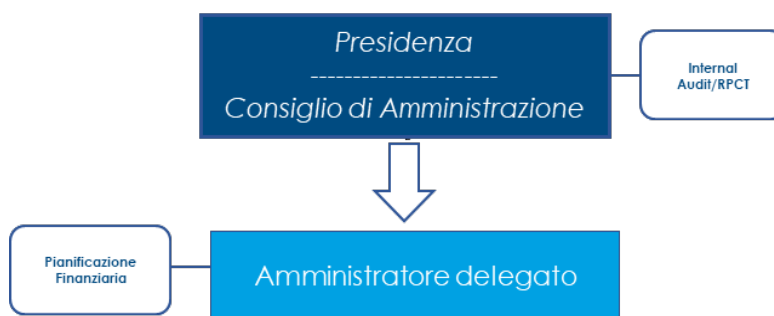 Presidenza
----------------------
Consiglio di Amministrazione
Internal
Audit/RPCT
Pianificazione
Finanziaria
Amministratore delegato